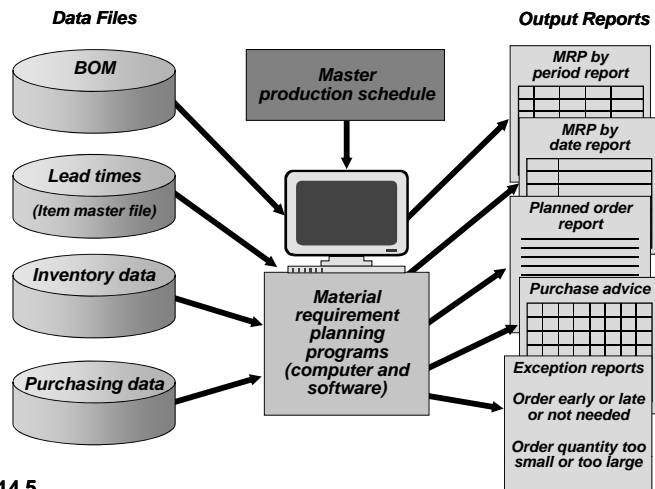 Data Files
Output Reports
BOM
Lead times
(Item master file)
Inventory data
Purchasing data
Master
production schedule
Material
requirement
planning
programs
(computer and
software)
MRP by
period report
MRP by
date report
Planned order
report
Purchase advice
Exception reports
Order early or late
or not needed
Order quantity too
small or too large
14.5